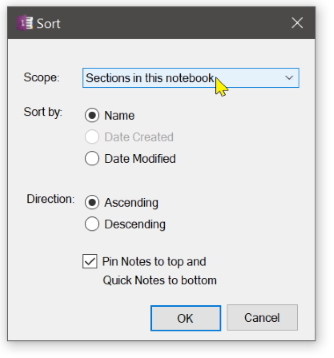 Sort
Scope: Sections in this notebook
Sort by: Name
Date Created
Date Modified
Direction: Ascending
Descending
Pin Notes to top and
Quick Notes to bottom
OK Cancel